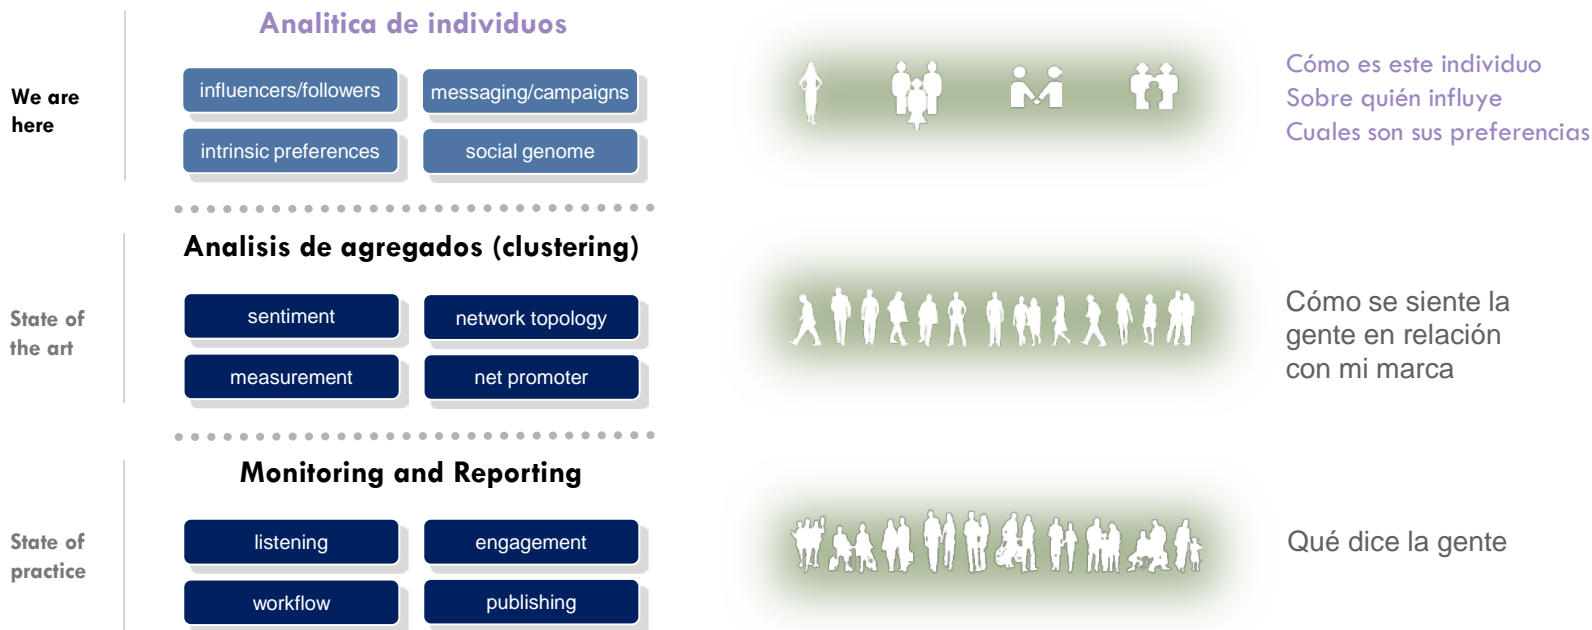 Analitica de individuos
We are
here
influencers/followers
messaging/campaigns
intrinsic preferences
social genome
Cómo es este individuo
Sobre quién influye
Cuales son sus preferencias
Analisis de agregados (clustering)
State of
the art
sentiment
network topology
measurement
net promoter
Cómo se siente la
gente en relación
con mi marca
Monitoring and Reporting
State of
practice
listening
engagement
workflow
publishing
Qué dice la gente